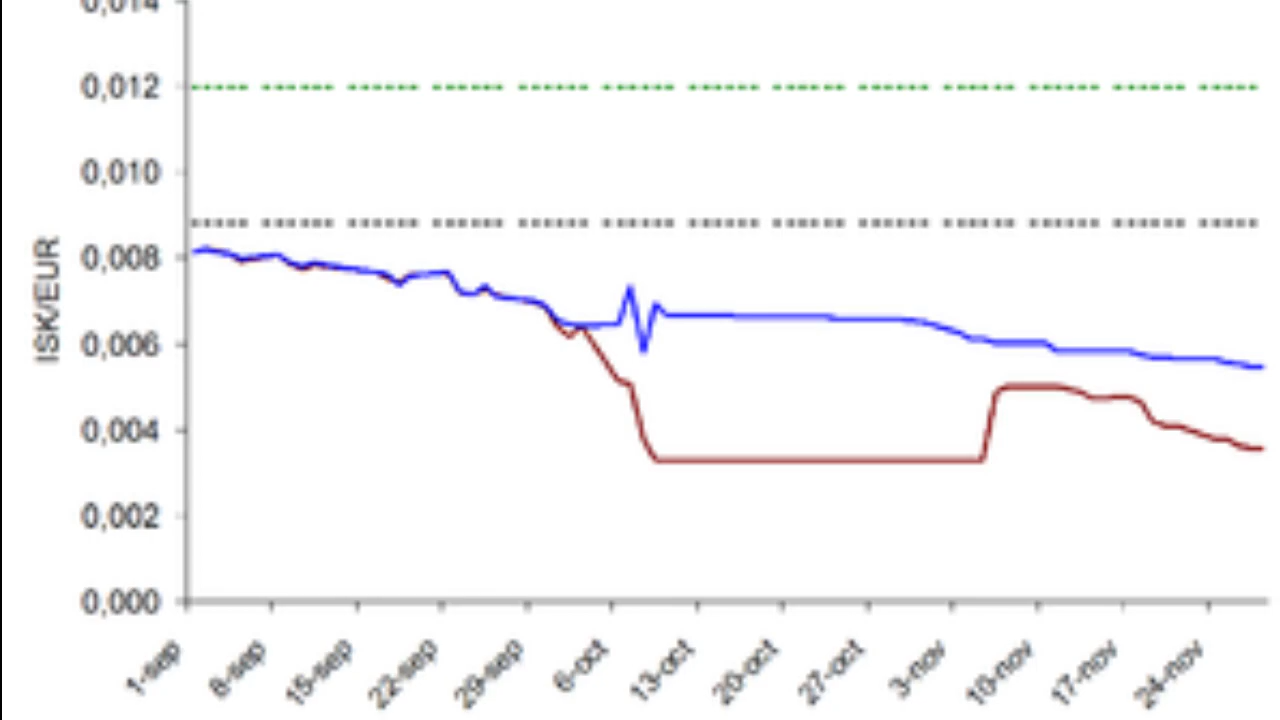 0,014
0,012
0,010
0,008
0,006
0,004
0,002
0,000
ISK/EUR
1-sep
8-sep
15-sep
22-sep
29-sep
6-oct
13-oct
20-oct
27-oct
3-nov
10-nov
17-nov
24-nov